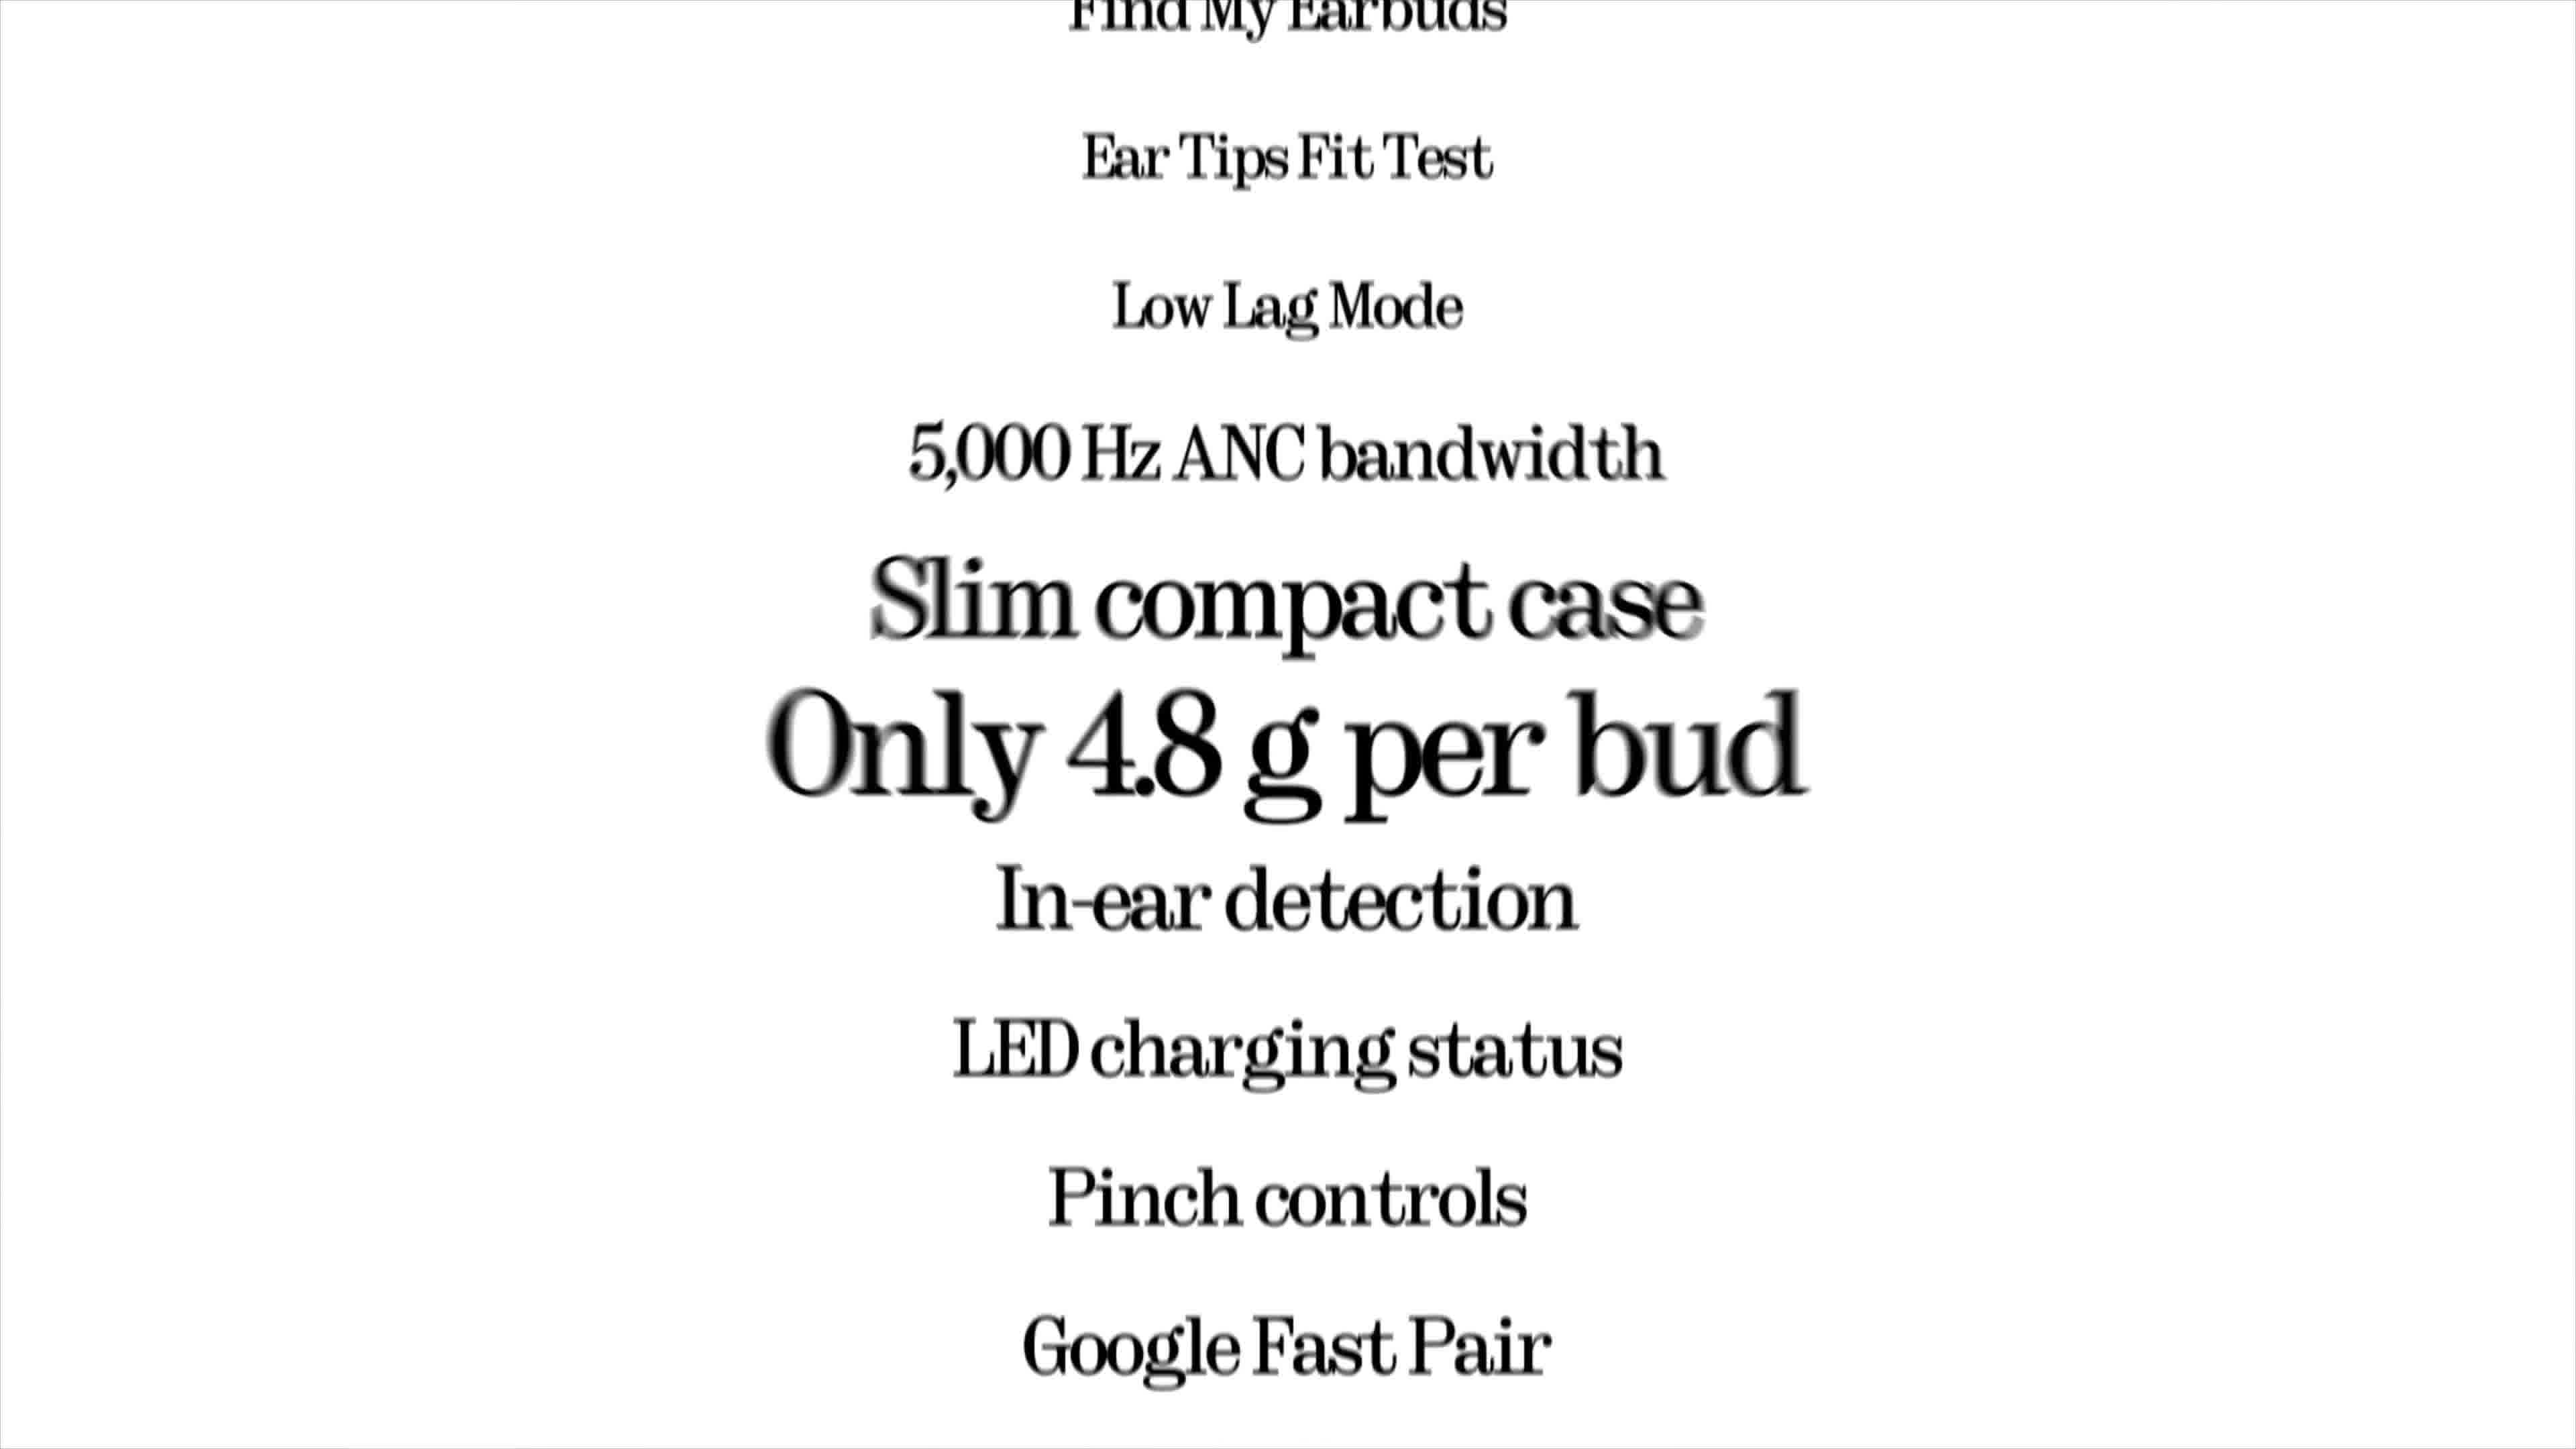 Find My Earbuds
Ear Tips Fit Test
Low Lag Mode
5,000 Hz ANC bandwidth
Slim compact case
Only 4.8 g per bud
In-ear detection
LED charging status
Pinch controls
Google Fast Pair